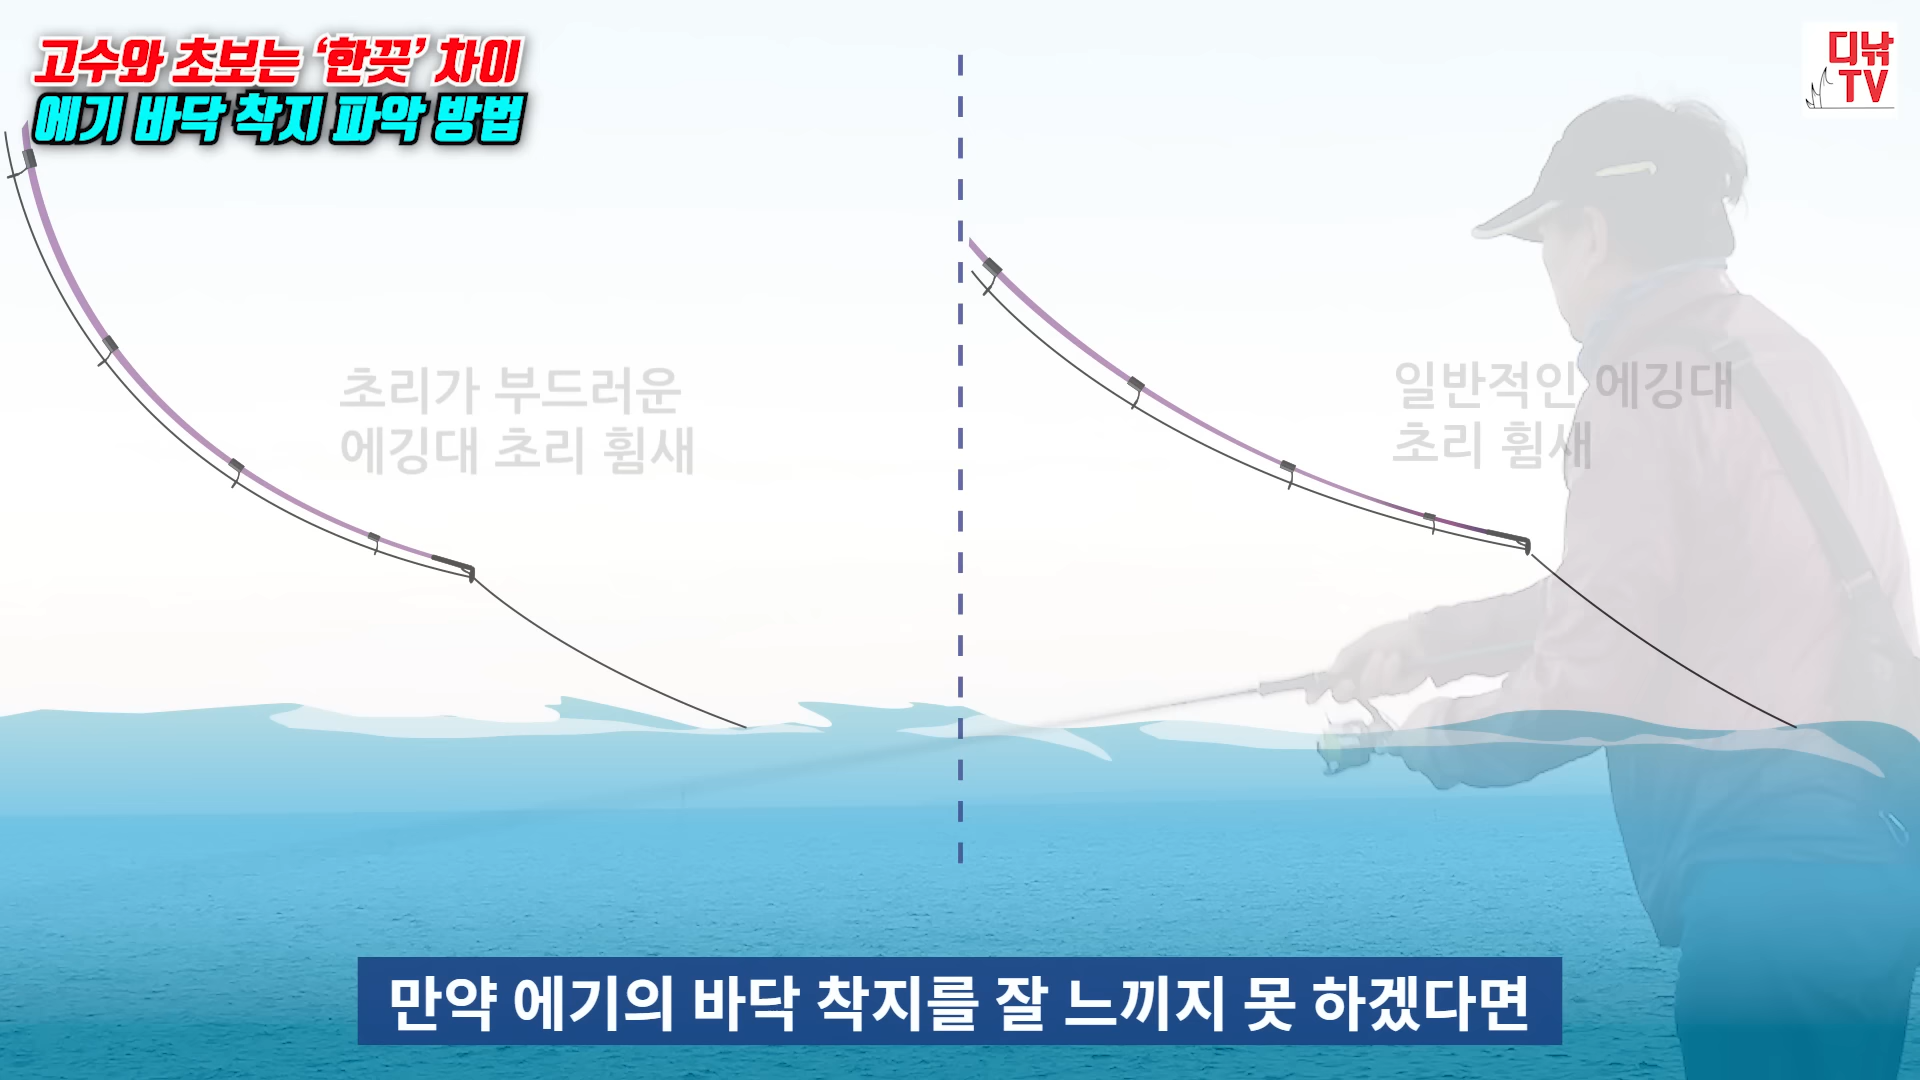 고수와 초보는 ‘한끗’ 차이
에기 바닥 착지 파악 방법
디낚
TV
초리가 부드러운
에깅대 초리 휨새
일반적인 에깅대
초리 휨새
만약 에기의 바닥 착지를 잘 느끼지 못 하겠다면